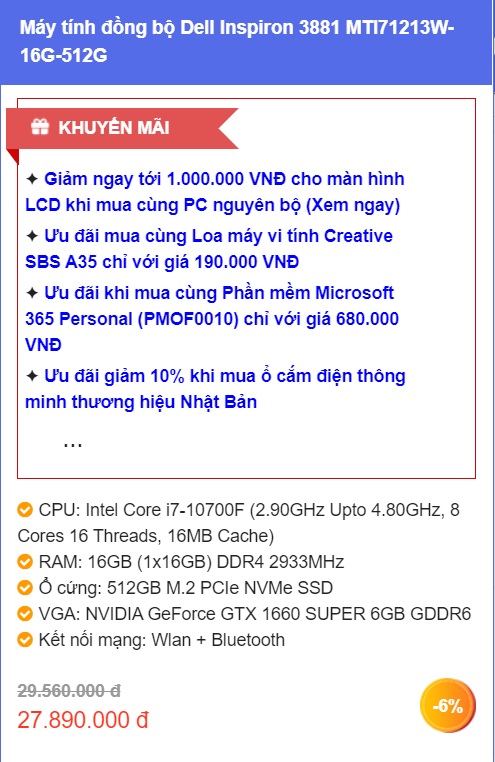 Máy tính đồng bộ Dell Inspiron 3881 MTI71213W-
16G-512G
KHUYẾN MÃI
✦ Giảm ngay tới 1.000.000 VNĐ cho màn hình
LCD khi mua cùng PC nguyên bộ (Xem ngay)
✦ Ưu đãi mua cùng Loa máy vi tính Creative
SBS A35 chỉ với giá 190.000 VNĐ
✦ Ưu đãi khi mua cùng Phần mềm Microsoft
365 Personal (PMOF0010) chỉ với giá 680.000
VNĐ
✦ Ưu đãi giảm 10% khi mua ổ cắm điện thông
minh thương hiệu Nhật Bản
...
CPU: Intel Core i7-10700F (2.90GHz Upto 4.80GHz, 8
Cores 16 Threads, 16MB Cache)
RAM: 16GB (1x16GB) DDR4 2933MHz
Ổ cứng: 512GB M.2 PCIe NVMe SSD
VGA: NVIDIA GeForce GTX 1660 SUPER 6GB GDDR6
Kết nối mạng: Wlan + Bluetooth
29.560.000 đ
27.890.000 đ
-6%